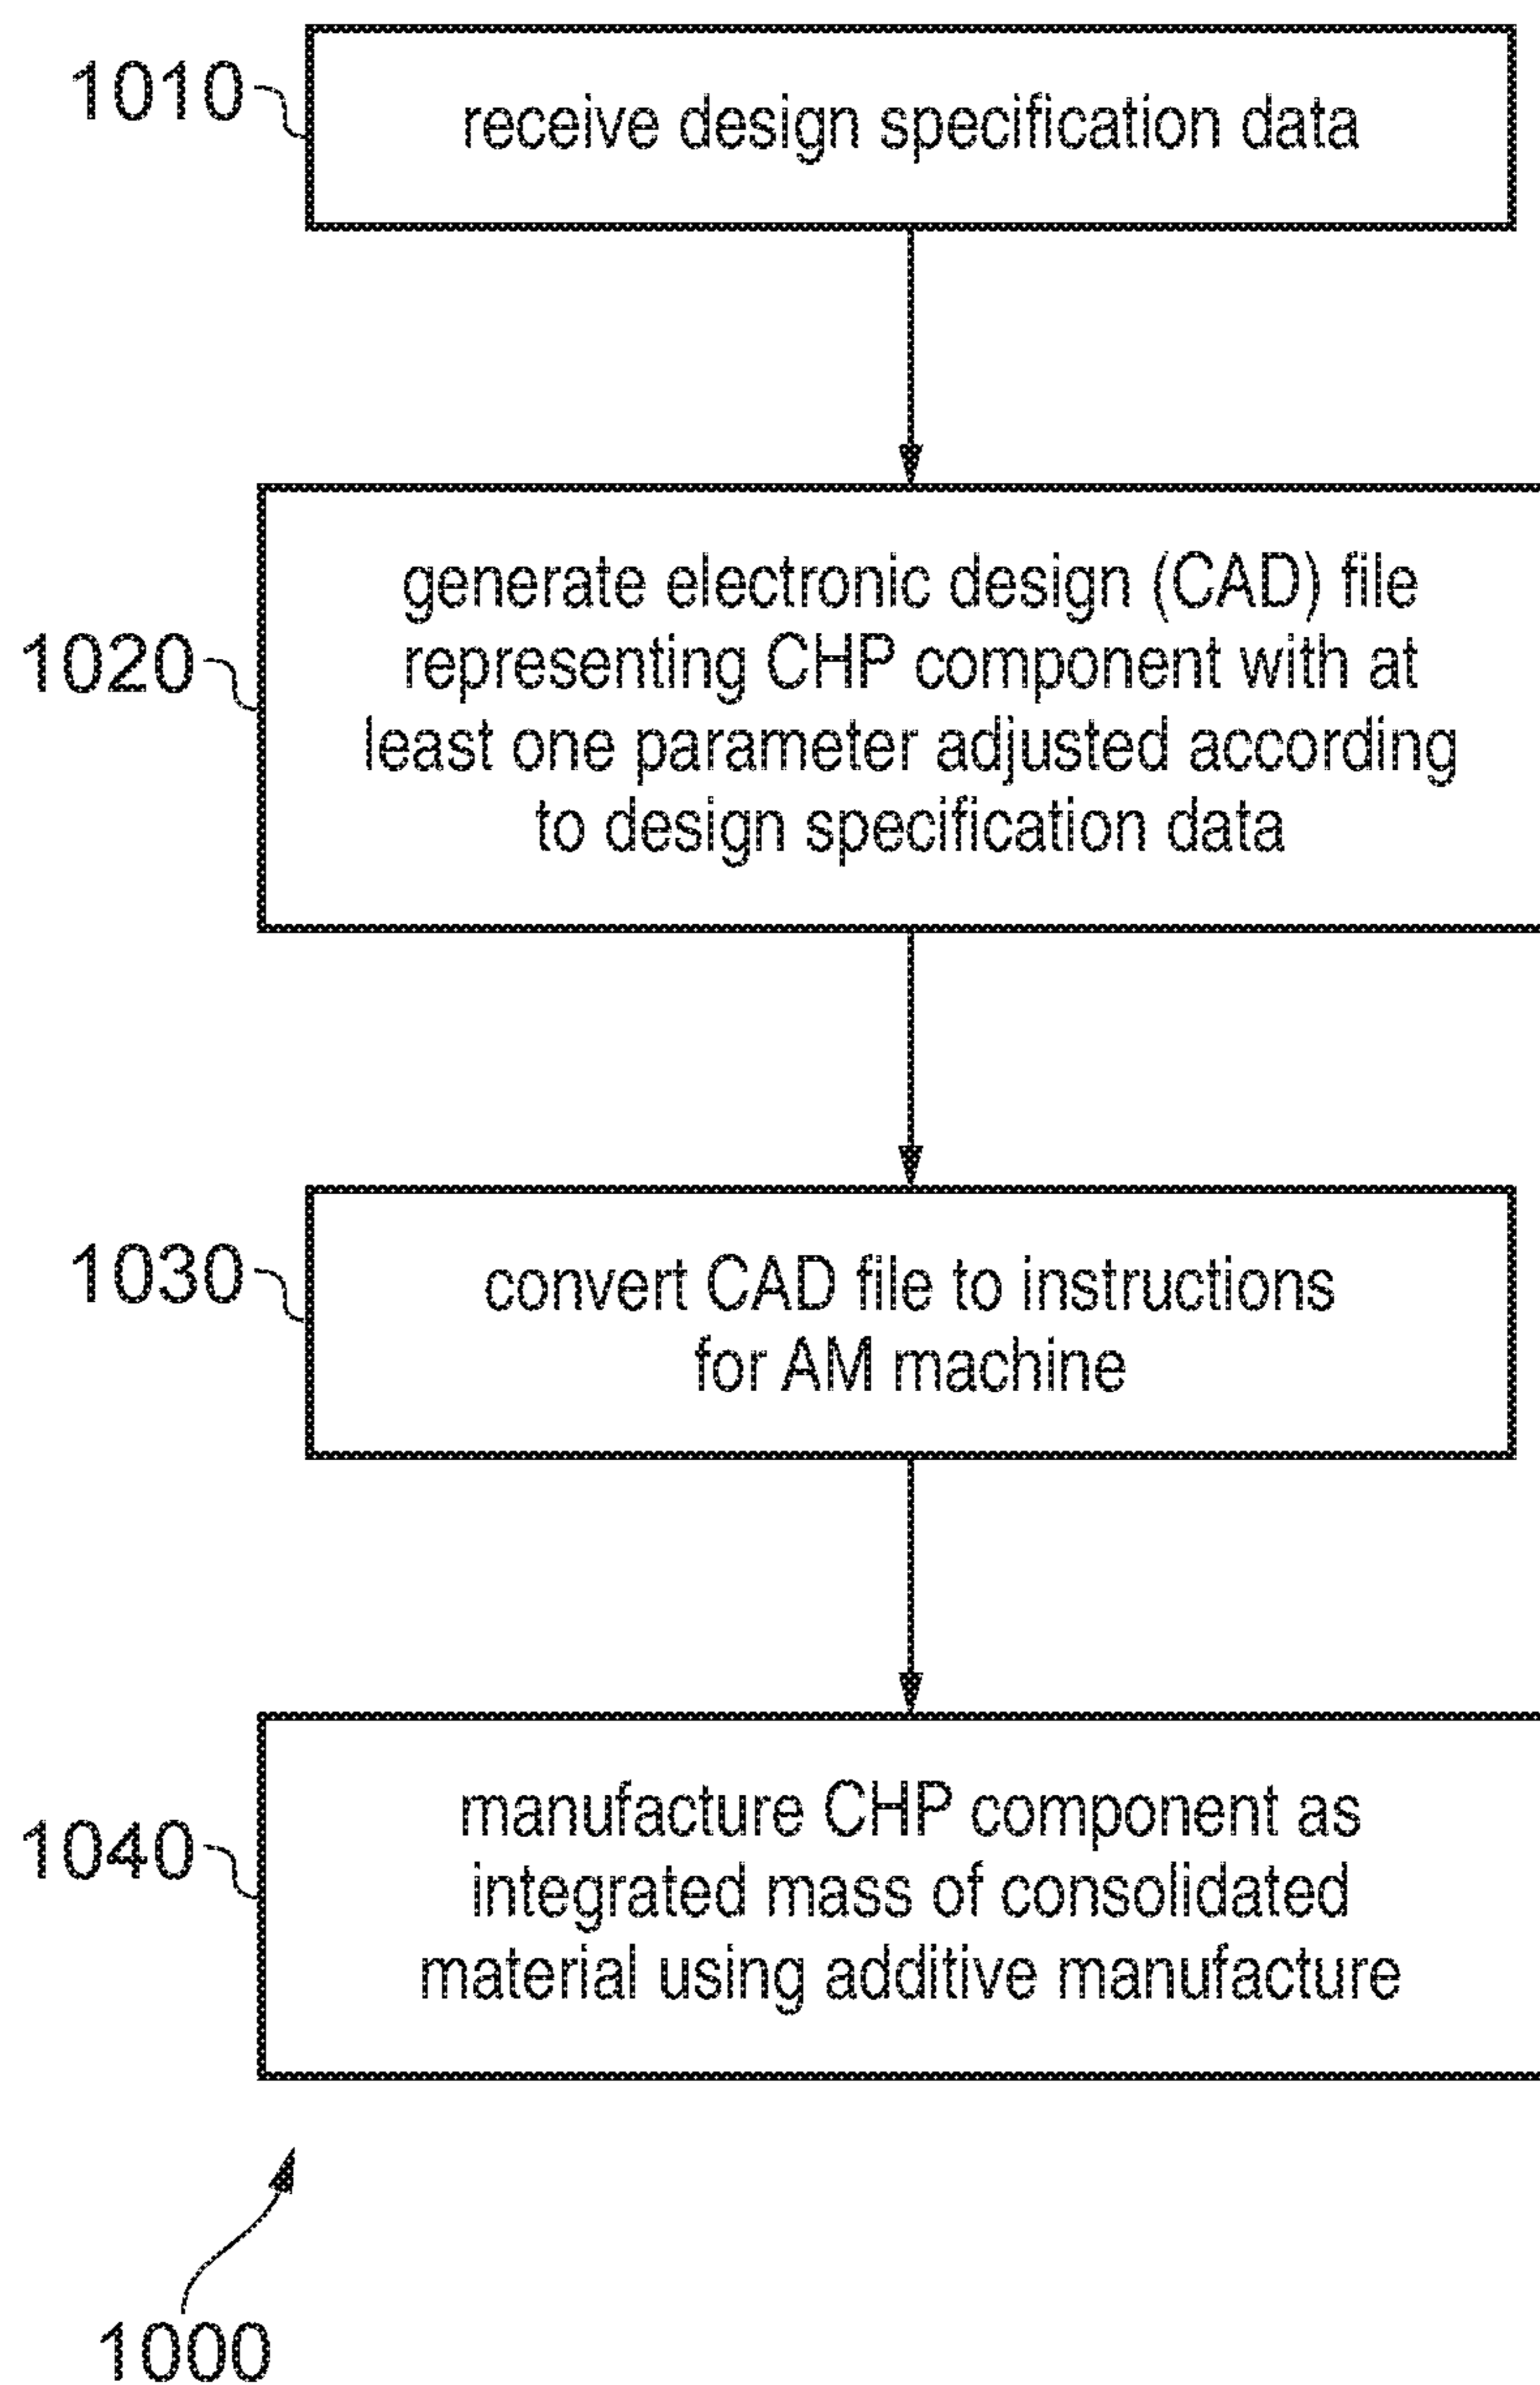 1010
receive design specification data
1020
generate electronic design (CAD) file
representing CHP component with at
least one parameter adjusted according
to design specification data
1030
convert CAD file to instructions
for AM machine
1040
manufacture CHP component as
integrated mass of consolidated
material using additive manufacture
1000